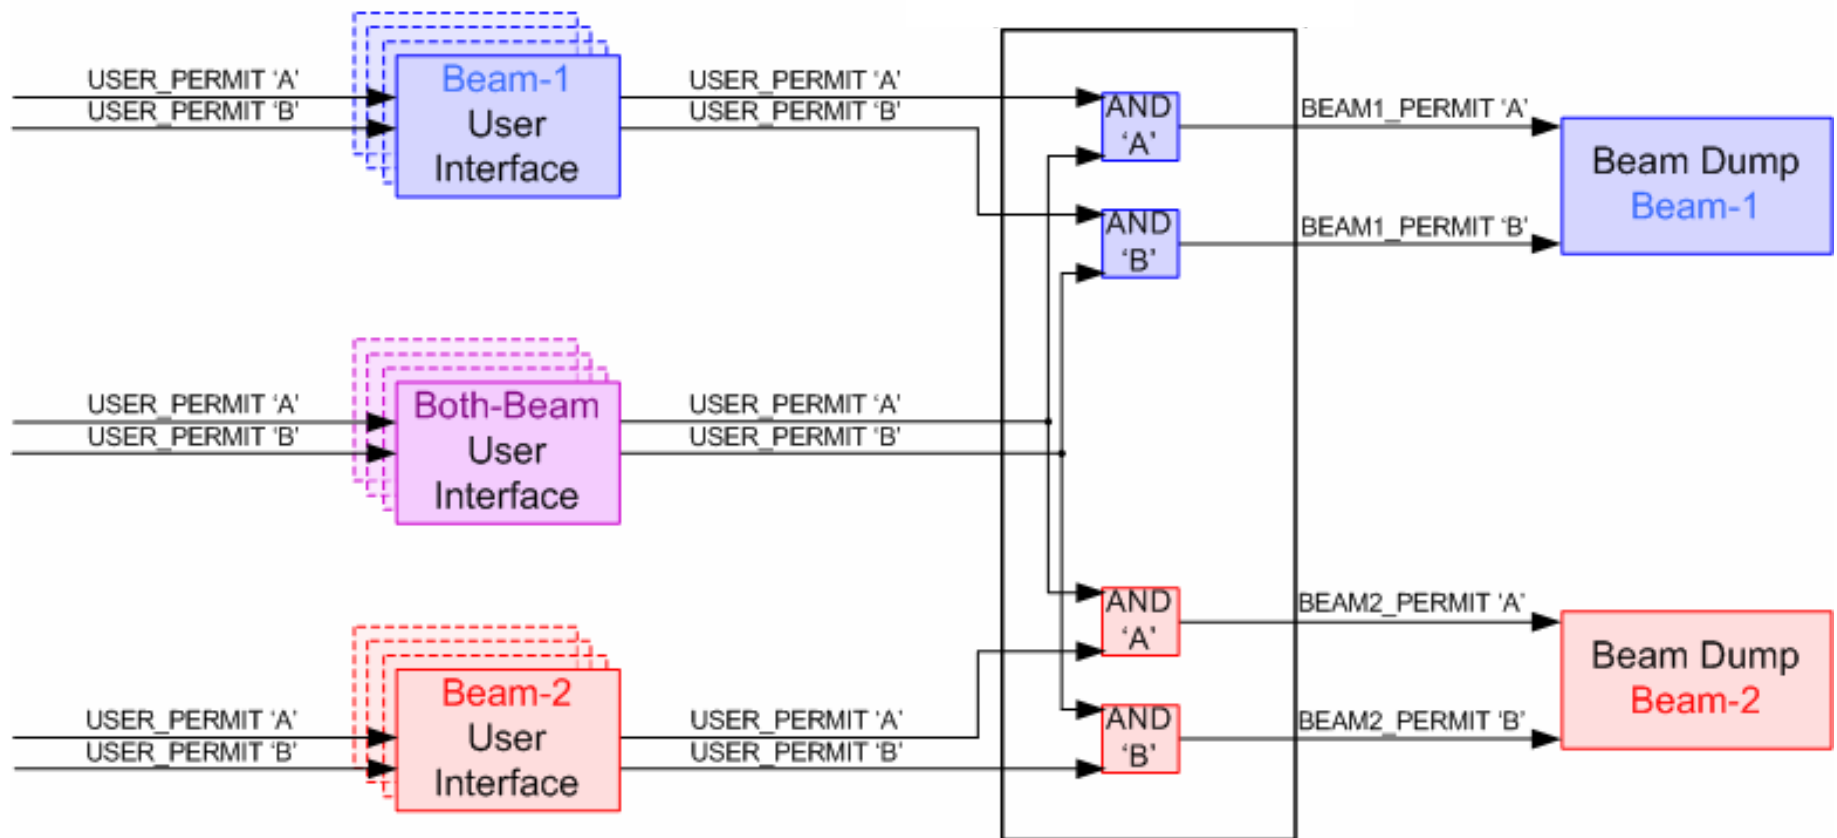 USER_PERMIT ‘A’
USER_PERMIT ‘B’
Beam-1
User
Interface
USER_PERMIT ‘A’
USER_PERMIT ‘B’
AND
‘A’
AND
‘B’
BEAM1_PERMIT ‘A’
BEAM1_PERMIT ‘B’
Beam Dump
Beam-1
USER_PERMIT ‘A’
USER_PERMIT ‘B’
Both-Beam
User
Interface
USER_PERMIT ‘A’
USER_PERMIT ‘B’
USER_PERMIT ‘A’
USER_PERMIT ‘B’
Beam-2
User
Interface
USER_PERMIT ‘A’
USER_PERMIT ‘B’
AND
‘A’
AND
‘B’
BEAM2_PERMIT ‘A’
BEAM2_PERMIT ‘B’
Beam Dump
Beam-2